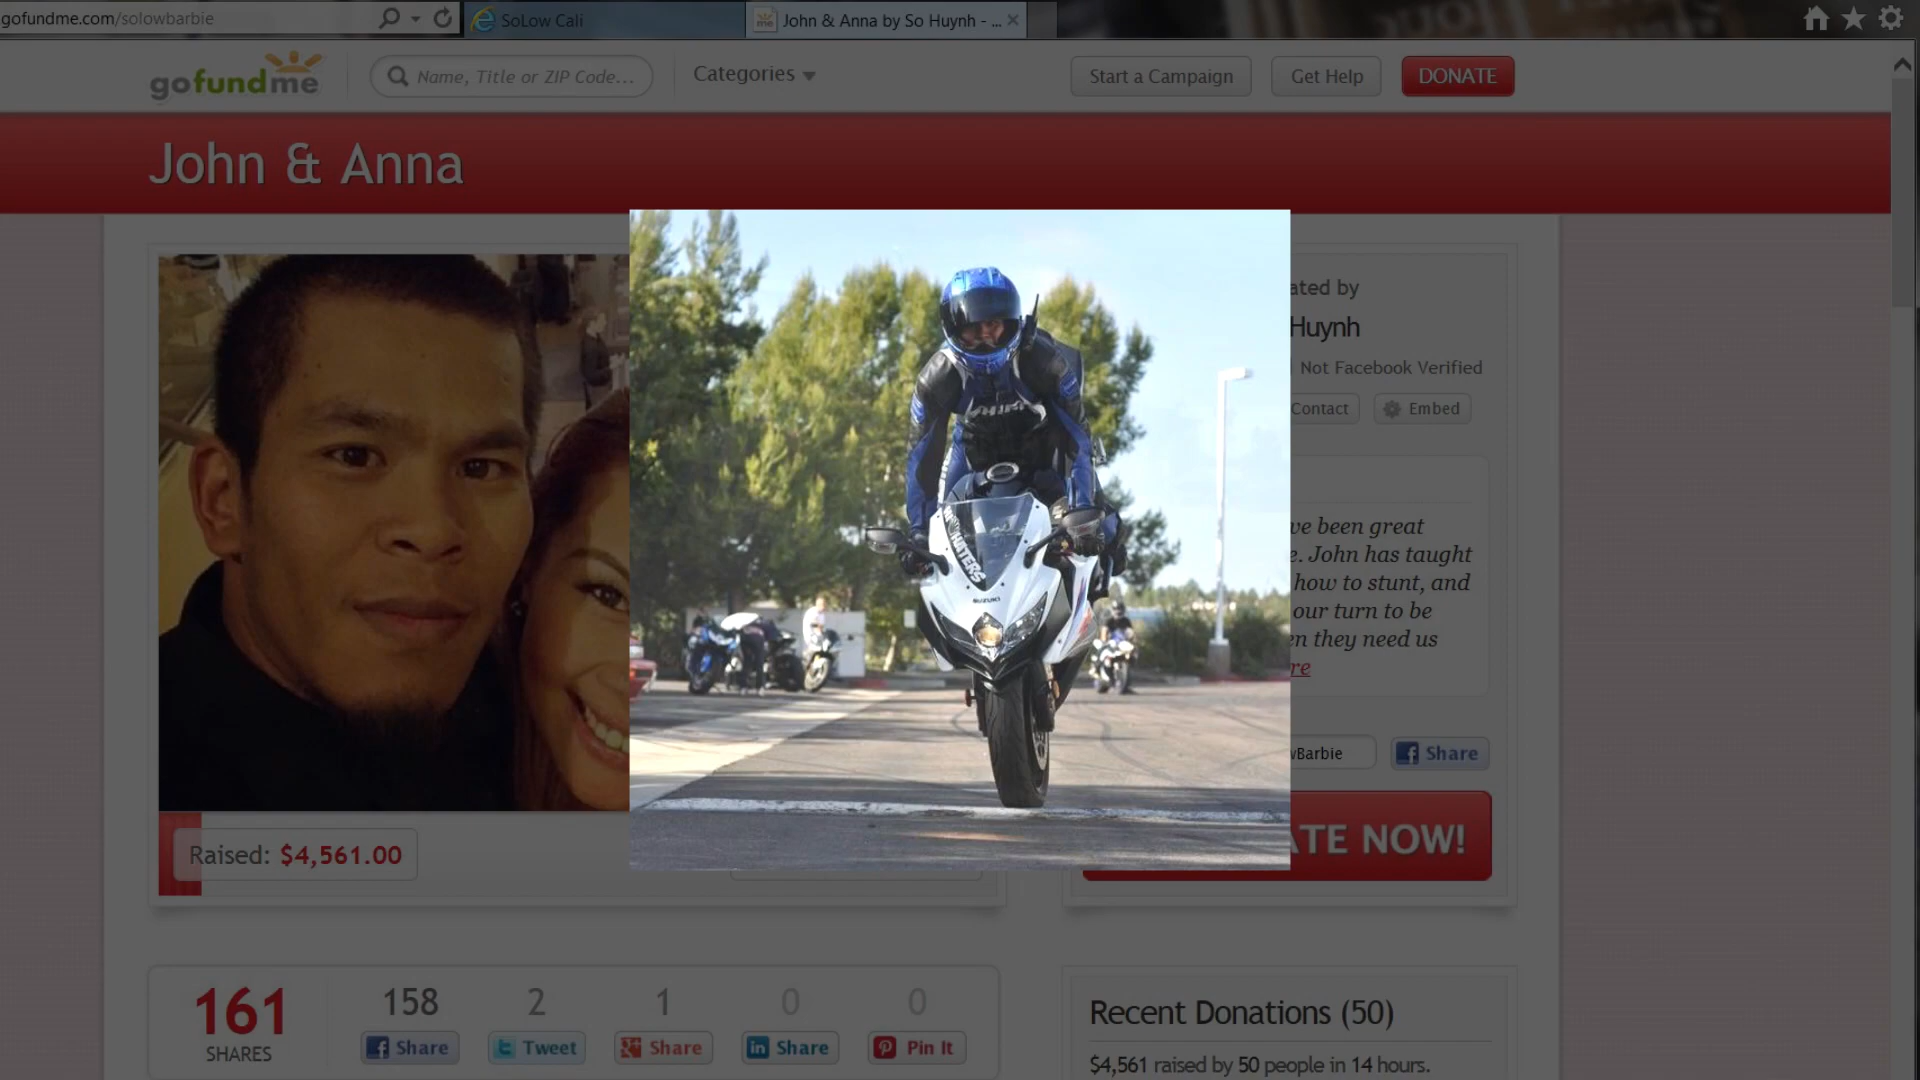 gofundme.com/solowbarbie
SoLow Cali
me John & Anna by So Huynh - ...
gofundme
Name, Title or ZIP Code...
Categories
Start a Campaign
Get Help
DONATE
John & Anna
ated by
Huynh
Not Facebook Verified
Contact
Embed
ve been great
e. John has taught
how to stunt, and
our turn to be
en they need us
re
HATERS
SUZUKI
Barbie
Share
ATE NOW!
Raised: $4,561.00
161
SHARES
158
Share
2
Tweet
1
Share
0
Share
0
Pin It
Recent Donations (50)
$4,561 raised by 50 people in 14 hours.